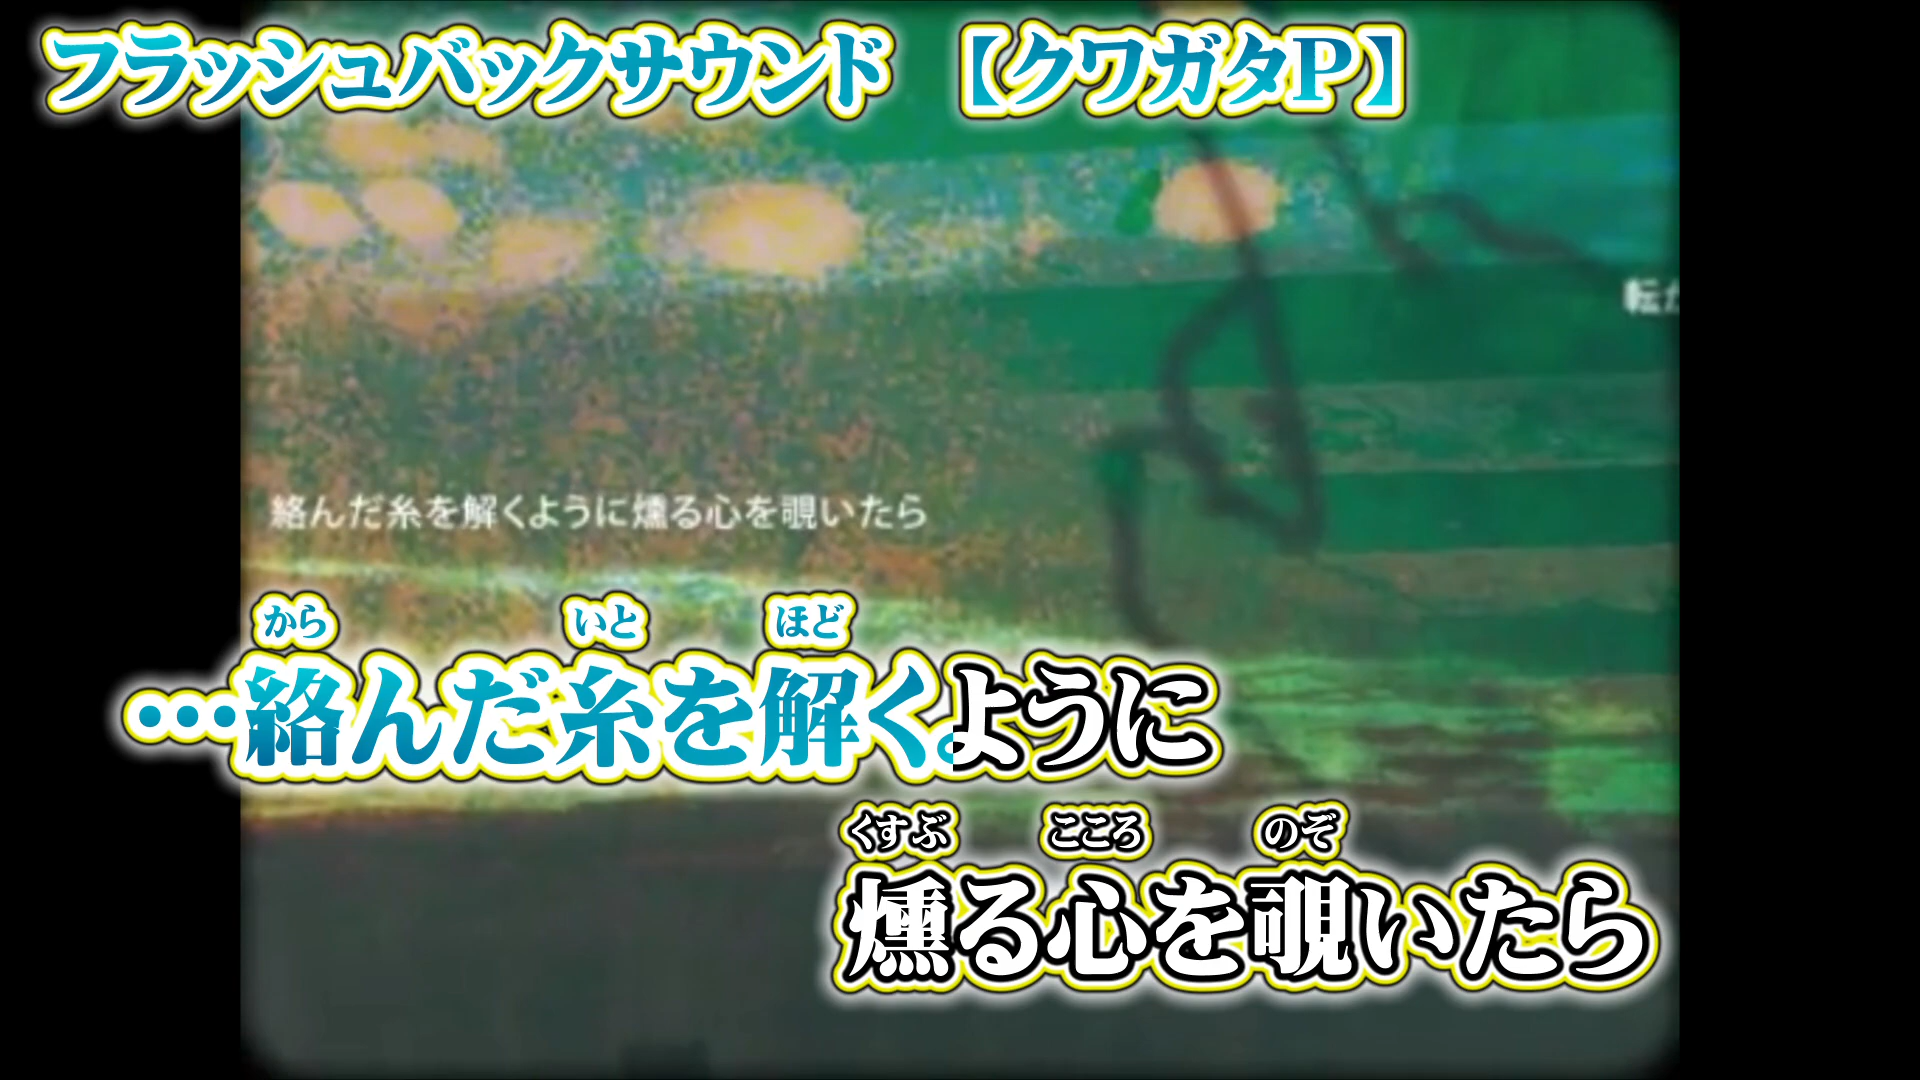 フラッシュバックサウンド 【クワガタP】
転か
絡んだ糸を解くように燻る心を覗いたら
から いと ほど
…絡んだ糸を解くように
くすぶ こころ のぞ
燻る心を覗いたら